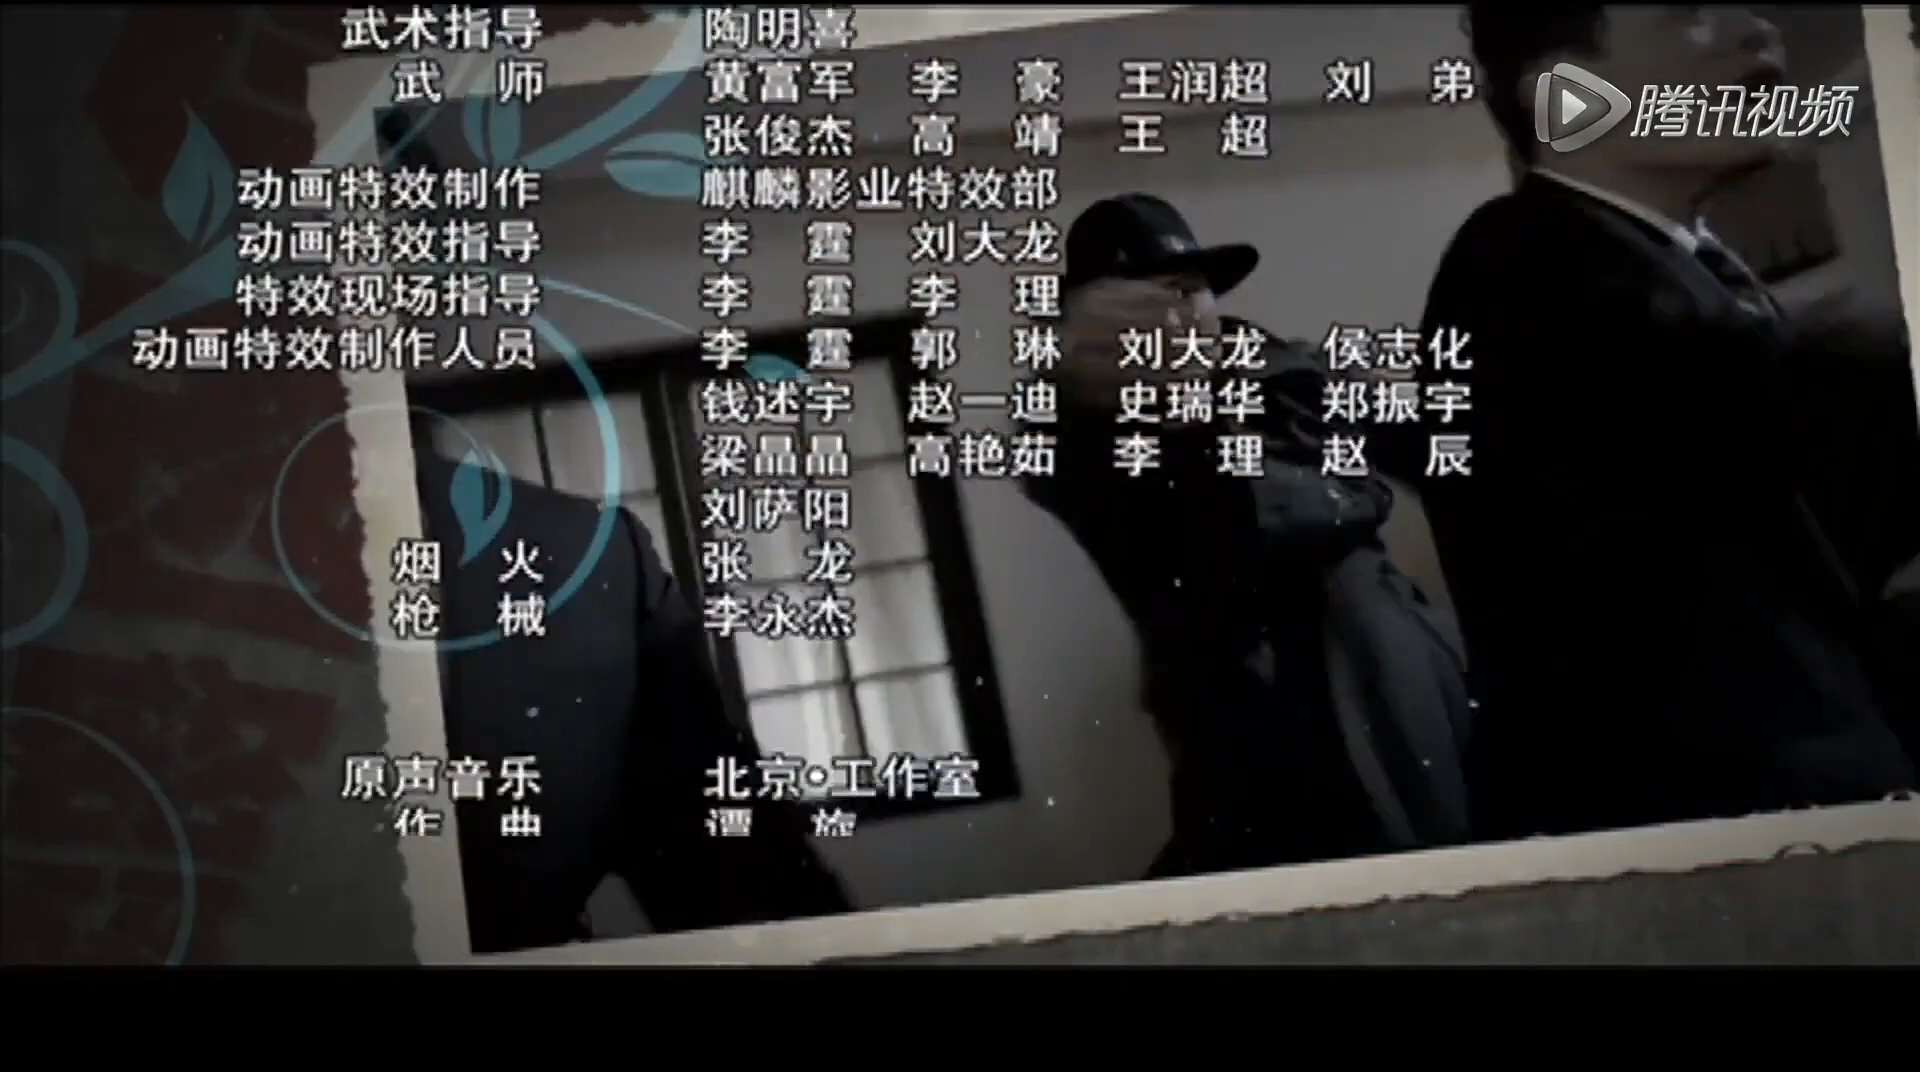 武术指导 陶明喜
武 师 黄富军 李 豪 王润超 刘 弟
腾讯视频
张俊杰 高 靖 王 超
动画特效制作 麒麟影业特效部
动画特效指导 李 霆 刘大龙
特效现场指导 李 霆 李 理
动画特效制作人员 李 霆 郭 琳 刘大龙 侯志化
钱述宇 赵一迪 史瑞华 郑振宇
梁晶晶 高艳茹 李 理 赵 辰
刘萨阳
烟 火 张 龙
枪 械 李永杰
原声音乐 北京•工作室
作 曲 谭 旋